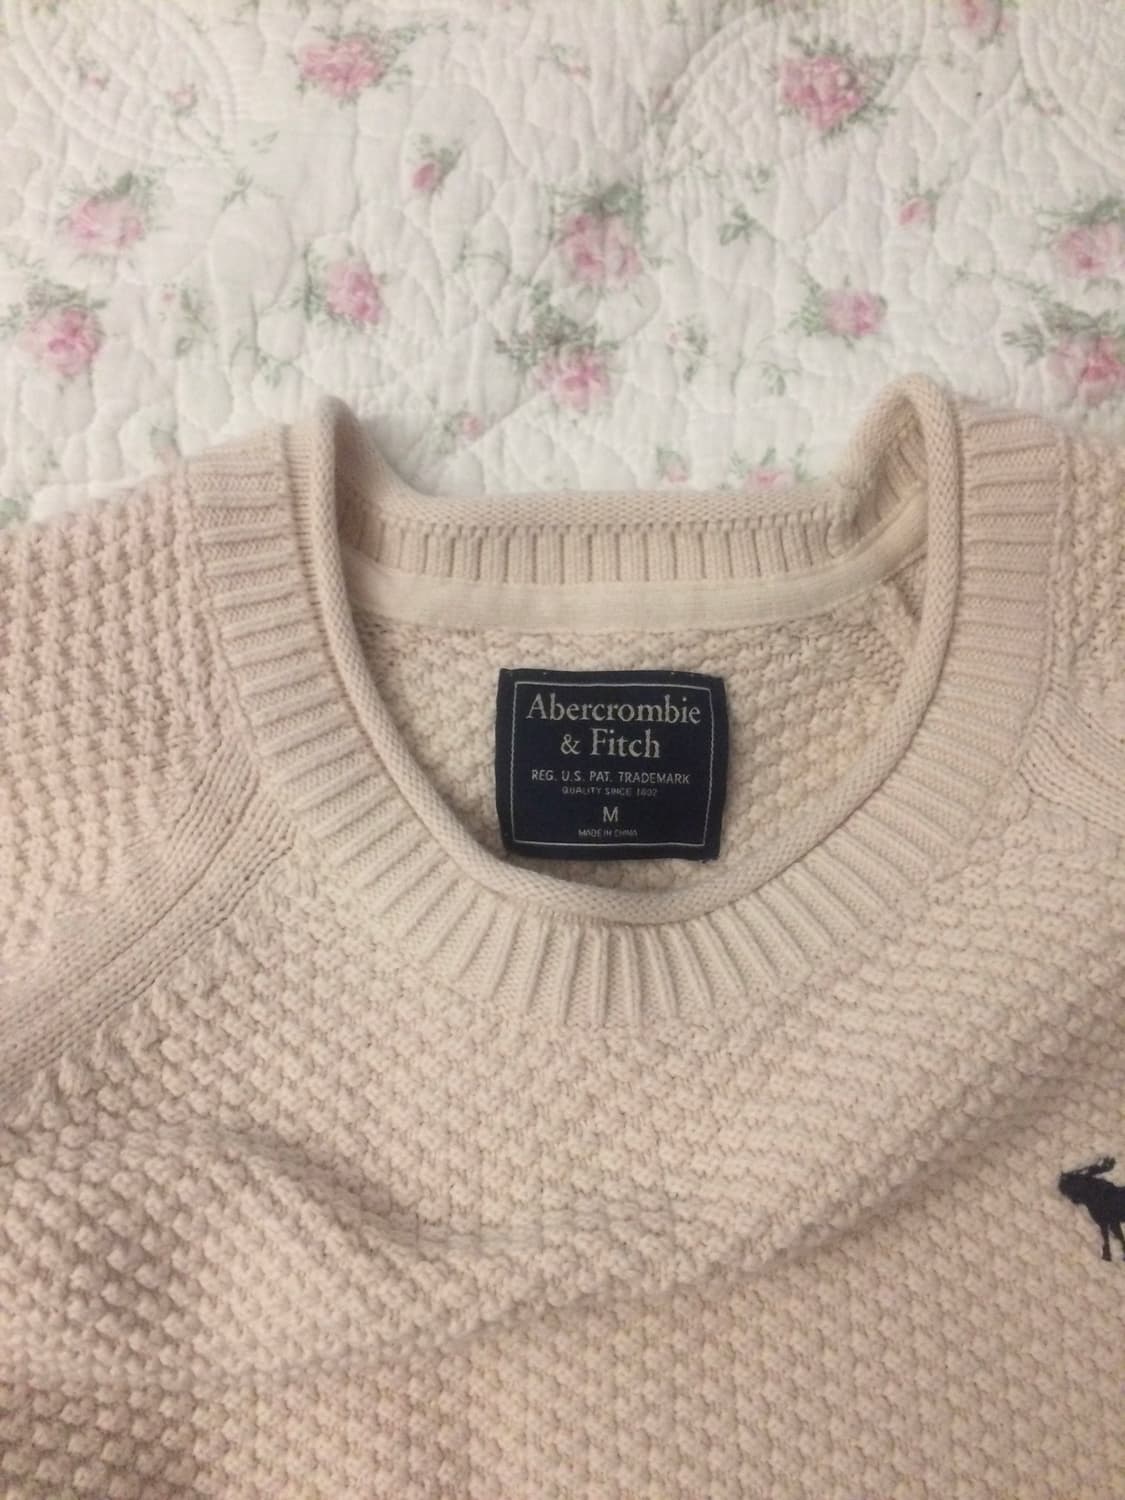 Abercrombie
& Fitch
REG. U.S. PAT. TRADEMARK
QUALITY SINCE 1892
M
MADE IN CHINA